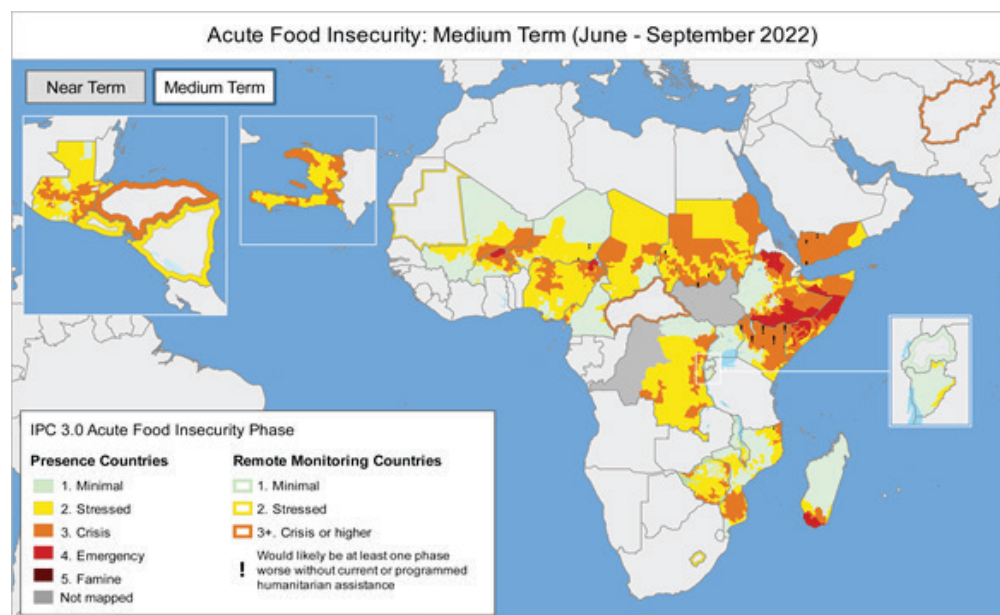 Acute Food Insecurity: Medium Term (June - September 2022)
Near Term
Medium Term
IPC 3.0 Acute Food Insecurity Phase
Presence Countries
1. Minimal
2. Stressed
3. Crisis
4. Emergency
5. Famine
Not mapped
Remote Monitoring Countries
1. Minimal
2. Stressed
3+. Crisis or higher
! Would likely be at least one phase
worse without current or programmed
humanitarian assistance